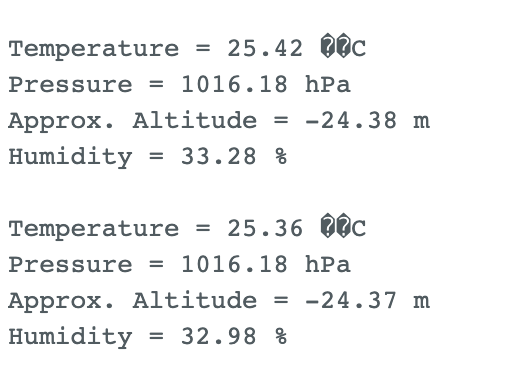 Temperature = 25.42 ��C
Pressure = 1016.18 hPa
Approx. Altitude = -24.38 m
Humidity = 33.28 %
Temperature = 25.36 ��C
Pressure = 1016.18 hPa
Approx. Altitude = -24.37 m
Humidity = 32.98 %